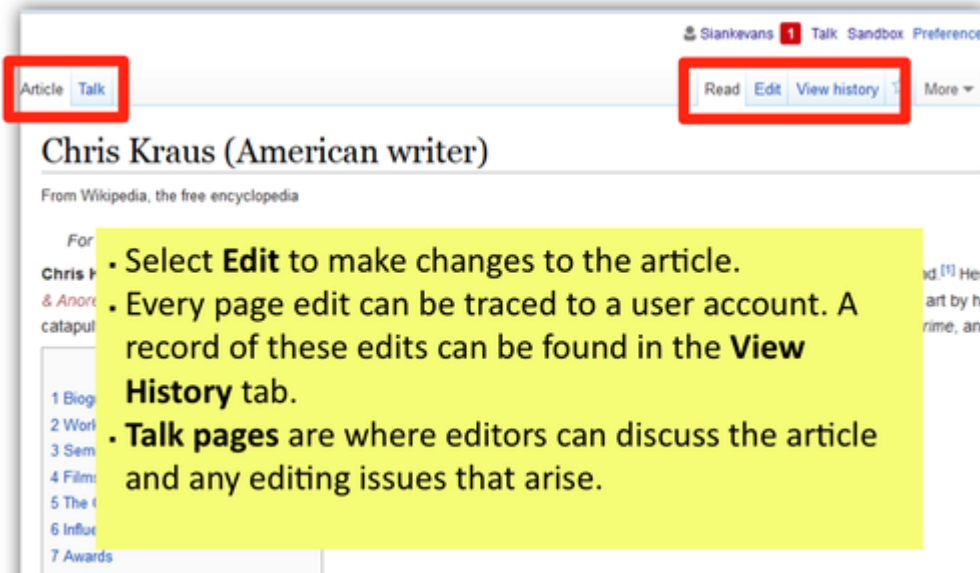 Siankevans 1 Talk Sandbox Preference
Article Talk Read Edit View history More
Chris Kraus (American writer)
From Wikipedia, the free encyclopedia
For
• Select Edit to make changes to the article.
Chris nd.[1] He
• Every page edit can be traced to a user account. A
& Anore art by h
catapul rime, an
record of these edits can be found in the View
History tab.
1 Biog
2 Work
• Talk pages are where editors can discuss the article
3 Sem
and any editing issues that arise.
4 Films
5 The
6 Influe
7 Awards